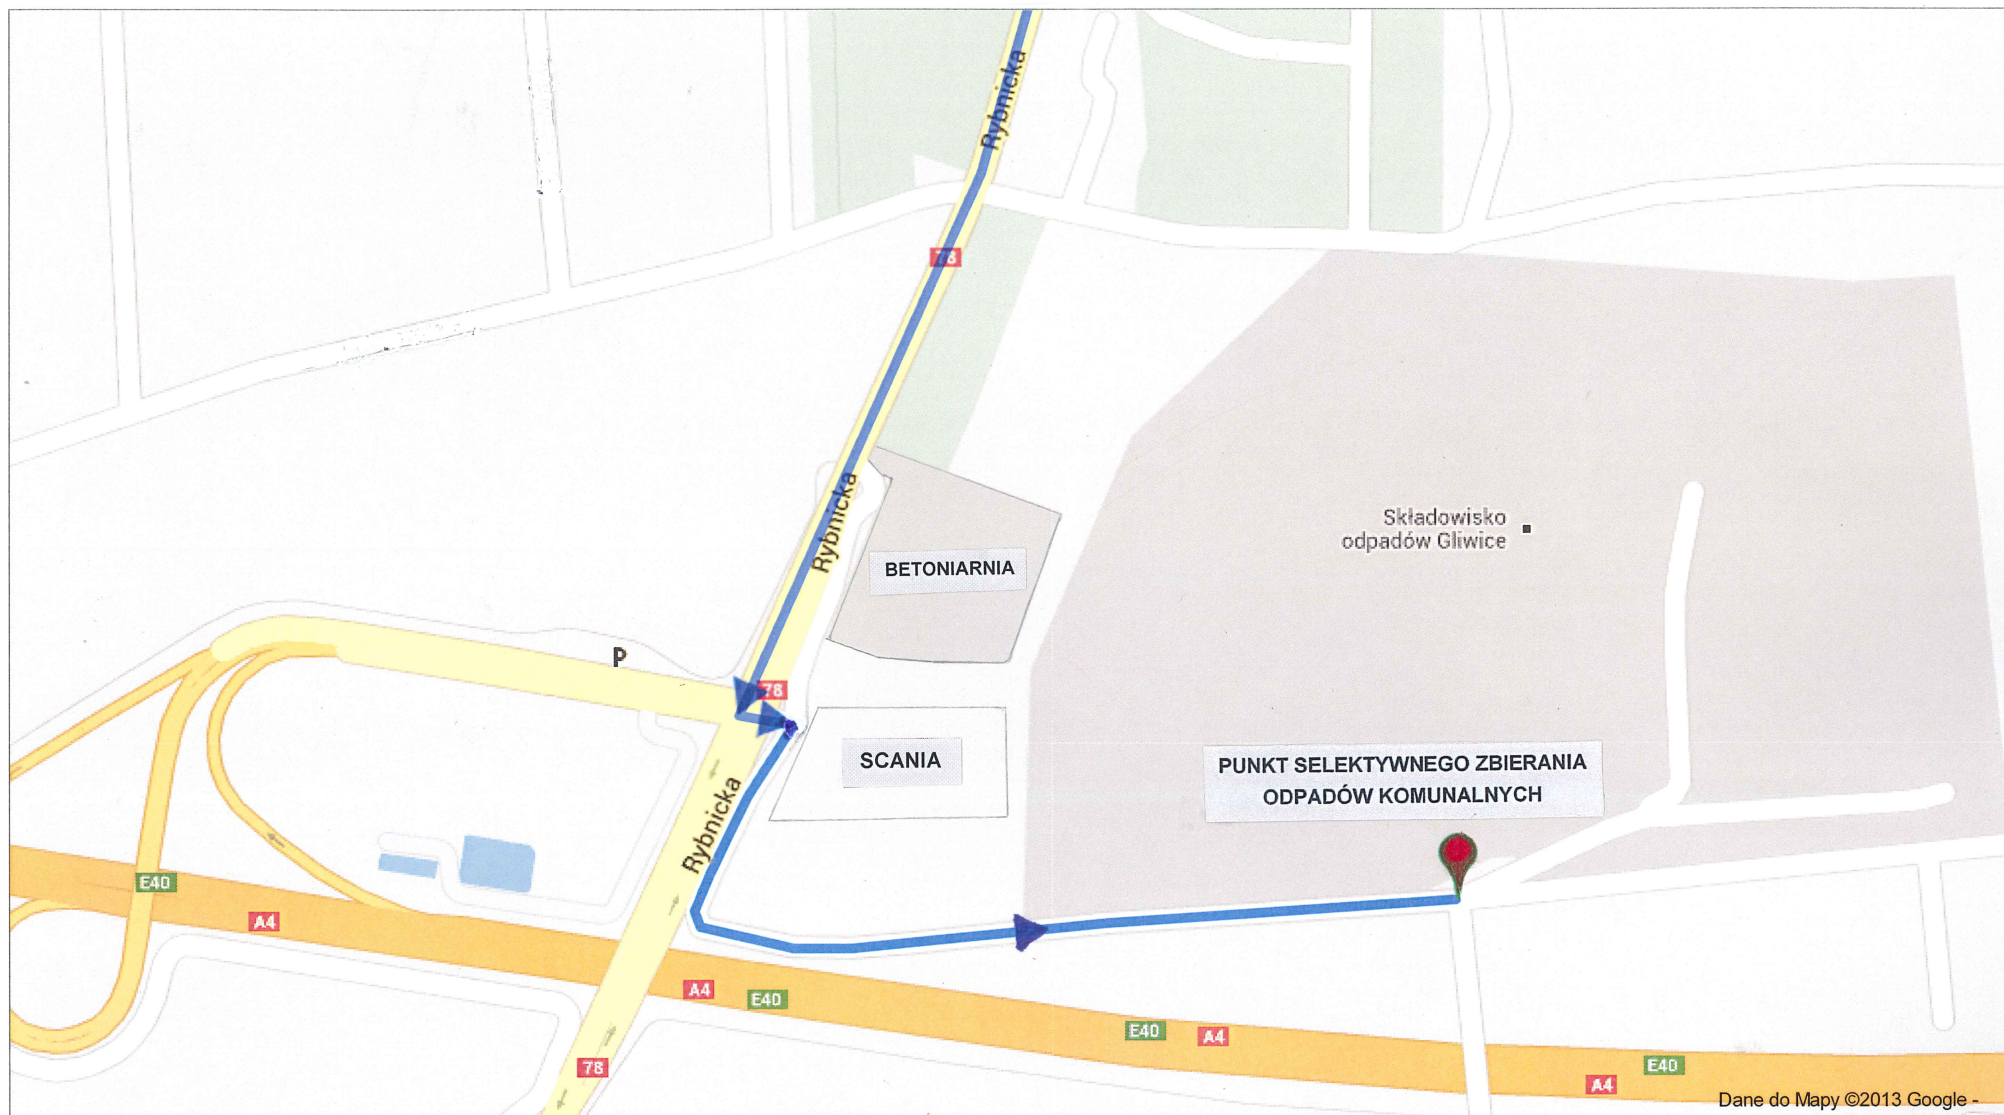 Rybnicka
78
Rybnicka
Składowisko
odpadów Gliwice
BETONIARNIA
P
78
SCANIA
PUNKT SELEKTYWNEGO ZBIERANIA
ODPADÓW KOMUNALNYCH
Rybnicka
E40
A4
A4
E40
E40
A4
78
E40
A4
Dane do Mapy ©2013 Google -